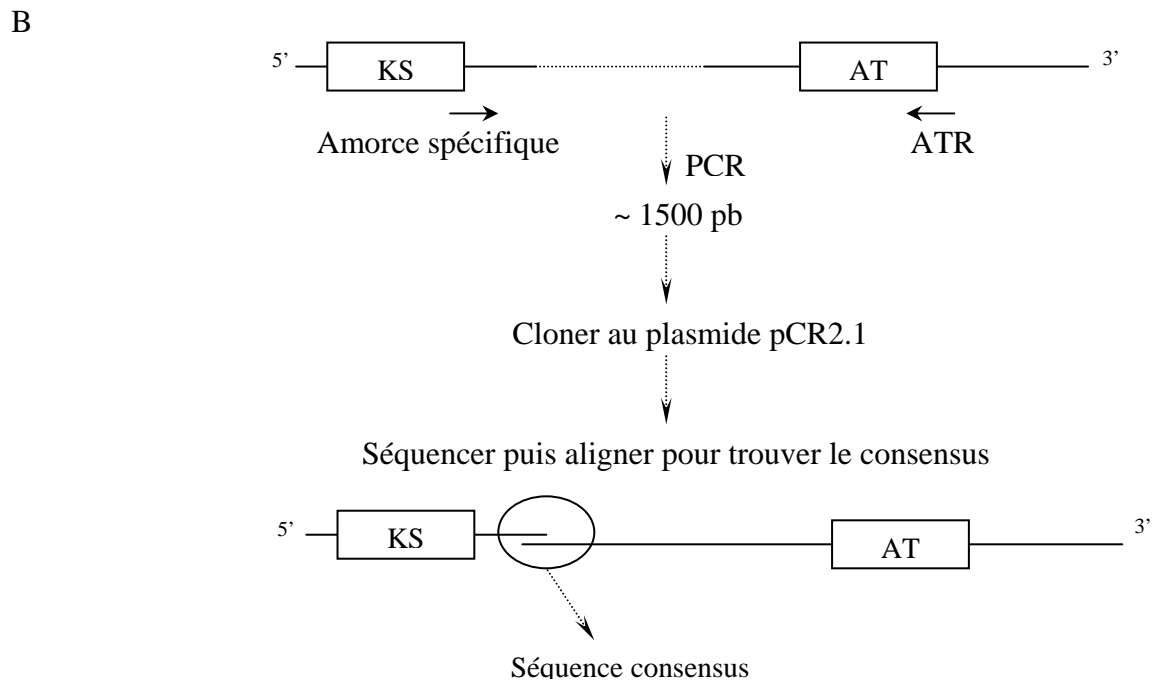 B
5’ KS AT 3’
Amorce spécifique ATR
PCR
~ 1500 pb
Cloner au plasmide pCR2.1
Séquencer puis aligner pour trouver le consensus
5’ KS AT 3’
Séquence consensus